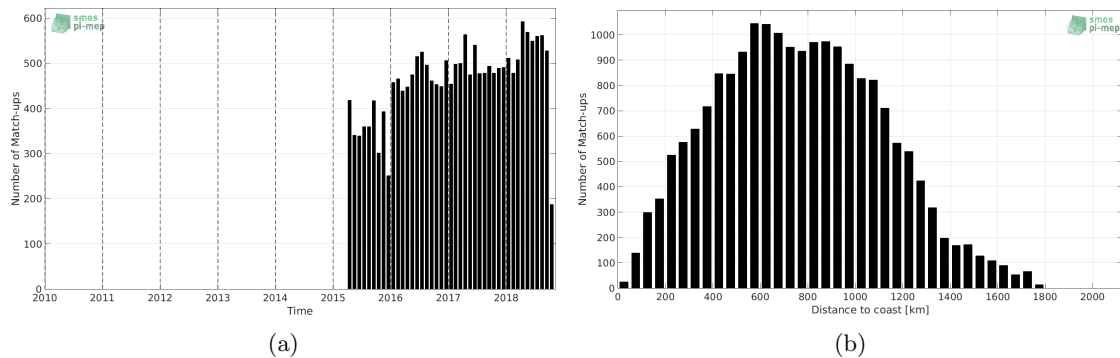 smos
pi-mep
600
500
400
300
200
100
0
Number of Match-ups
2010 2011 2012 2013 2014 2015 2016 2017 2018
Time
(a)
smos
pi-mep
1000
900
800
700
600
500
400
300
200
100
0
Number of Match-ups
0 200 400 600 800 1000 1200 1400 1600 1800 2000
Distance to coast [km]
(b)